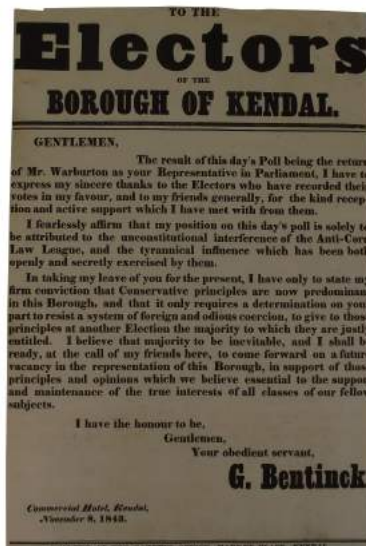 TO THE
Electors
OF THE
BOROUGH OF KENDAL.
GENTLEMEN,
The result of this day's Poll being the return
of Mr. Warburton as your Representative in Parliament, I have to
express my sincere thanks to the Electors who have recorded their
votes in my favour, and to my friends generally, for the kind recep-
tion and active support which I have met with from them.
I fearlessly affirm that my position on this day's poll is solely to
be attributed to the unconstitutional interference of the Anti-Corn
Law League, and the tyrannical influence which has been both
openly and secretly exercised by them.
In taking my leave of you for the present, I have only to state my
firm conviction that Conservative principles are now predominan
in this Borough, and that it only requires a determination on you
part to resist a system of foreign and odious coercion, to give to thos
principles at another Election the majority to which they are justl
entitled. I believe that majority to be inevitable, and I shall b
ready, at the call of my friends here, to come forward on a futur
vacancy in the representation of this Borough, in support of thos
principles and opinions which we believe essential to the suppor
and maintenance of the true interests of all classes of our fellow
subjects.
I have the honour to be,
Gentlemen,
Your obedient servant,
G. Bentinck
Commercial Hotel, Kendal,
November 8, 1843.